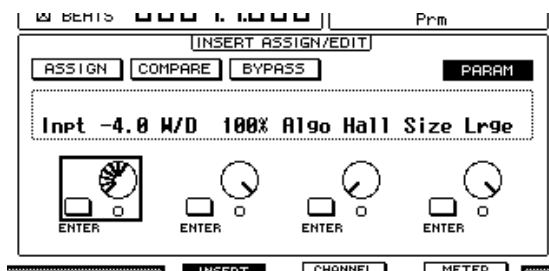 BEATS Prm
INSERT ASSIGN/EDIT
ASSIGN COMPARE BYPASS PARAM
Inpt -4.0 W/D 100% Algo Hall Size Lrge
ENTER ENTER ENTER ENTER
INSERT CHANNEL METER